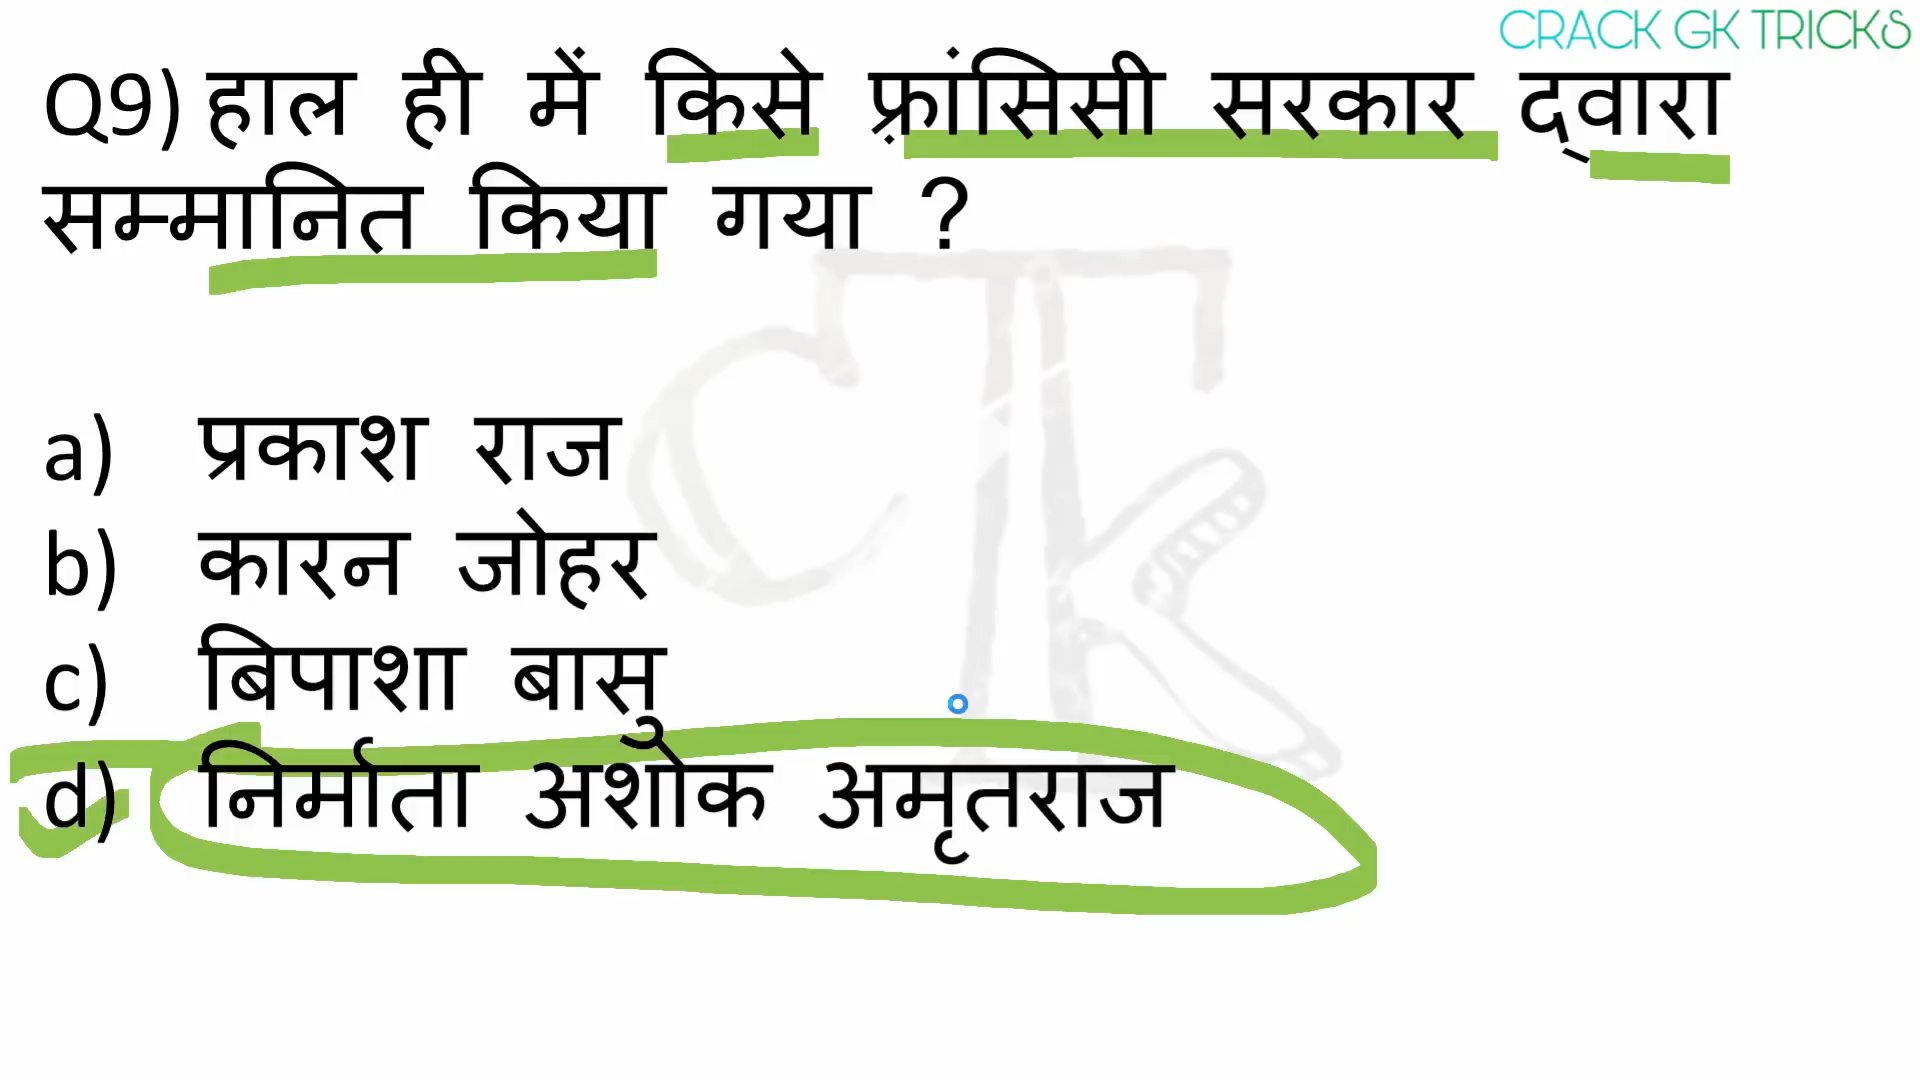 CRACK GK TRICKS
Q9) हाल ही में किसे फ़्रांसिसी सरकार द्वारा
सम्मानित किया गया ?
a) प्रकाश राज
b) कारन जोहर
c) बिपाशा बासु
d) निर्माता अशोक अमृतराज